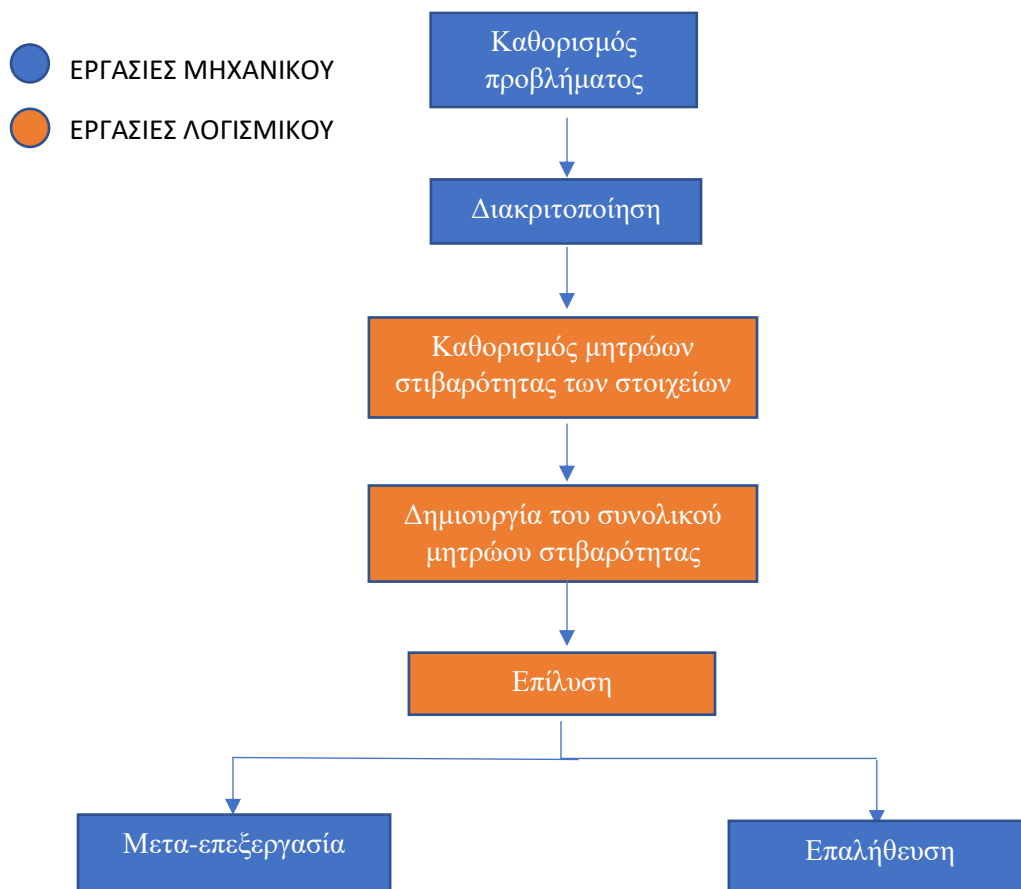 Καθορισμός
προβλήματος
ΕΡΓΑΣΙΕΣ ΜΗΧΑΝΙΚΟΥ
ΕΡΓΑΣΙΕΣ ΛΟΓΙΣΜΙΚΟΥ
Διακριτοποίηση
Καθορισμός μητρώων
στιβαρότητας των στοιχείων
Δημιουργία του συνολικού
μητρώου στιβαρότητας
Επίλυση
Μετα-επεξεργασία
Επαλήθευση